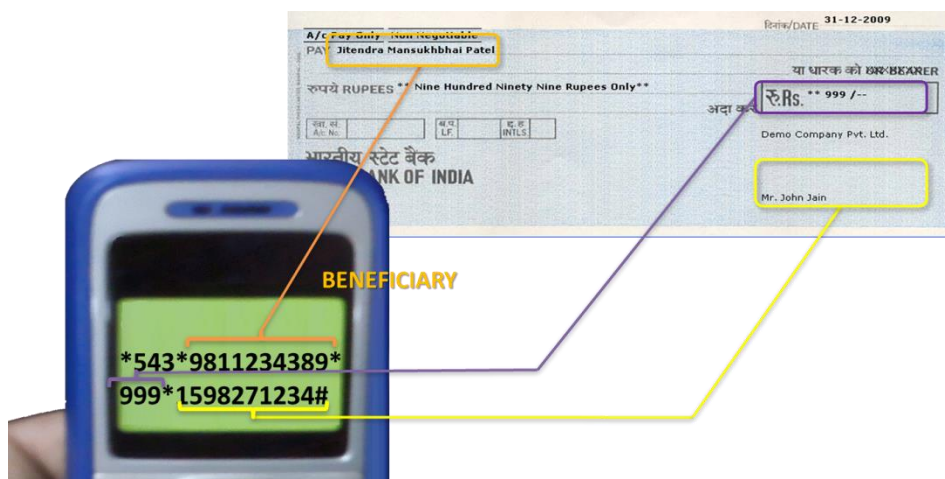 दिनांक/DATE 31-12-2009
A/c Pay Only Non Negotiable
PAY Jitendra Mansukhbhai Patel
या धारक को OR BEARER
रुपये RUPEES ** Nine Hundred Ninety Nine Rupees Only**
अदा करें रु.Rs. ** 999 /--
खा. सं.
A/c No.
ब्र.पृ.
LF.
INTLS.
Demo Company Pvt. Ltd.
भारतीय स्टेट बैंक
BANK OF INDIA
Mr. John Jain
BENEFICIARY
*543*9811234389*
999*1598271234#